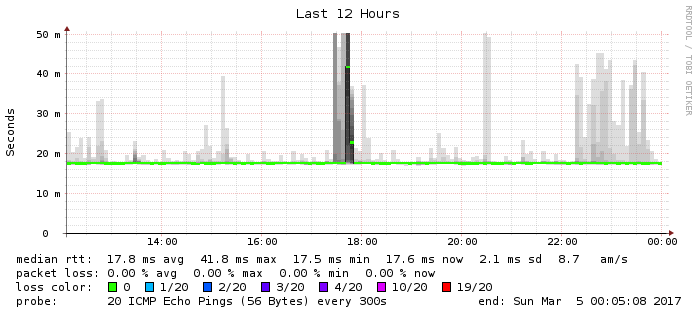 Last 12 Hours
RRDTOOL / TOBI OETIKER
Seconds
50 m
40 m
30 m
20 m
10 m
0
14:00 16:00 18:00 20:00 22:00 00:00
median rtt: 17.8 ms avg 41.8 ms max 17.5 ms min 17.6 ms now 2.1 ms sd 8.7 am/s
packet loss: 0.00 % avg 0.00 % max 0.00 % min 0.00 % now
loss color: 0 1/20 2/20 3/20 4/20 10/20 19/20
probe: 20 ICMP Echo Pings (56 Bytes) every 300s end: Sun Mar 5 00:05:08 2017